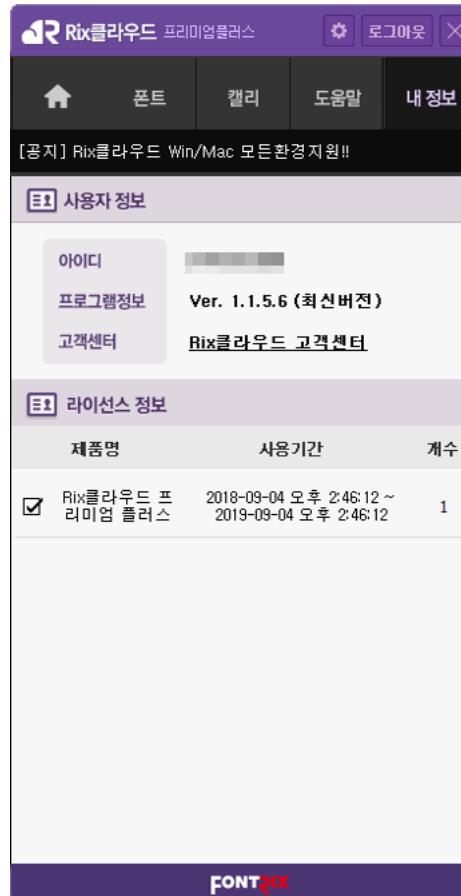 Rix클라우드 프리미엄플러스 로그아웃
폰트 캘리 도움말 내 정보
[공지] Rix클라우드 Win/Mac 모든환경지원!!
사용자 정보
아이디
프로그램정보 Ver. 1.1.5.6 (최신버전)
고객센터 Rix클라우드 고객센터
라이선스 정보
제품명 사용기간 개수
Rix클라우드 프 2018-09-04 오후 2:46:12 ~ 1
리미엄 플러스 2019-09-04 오후 2:46:12
FONTRIX